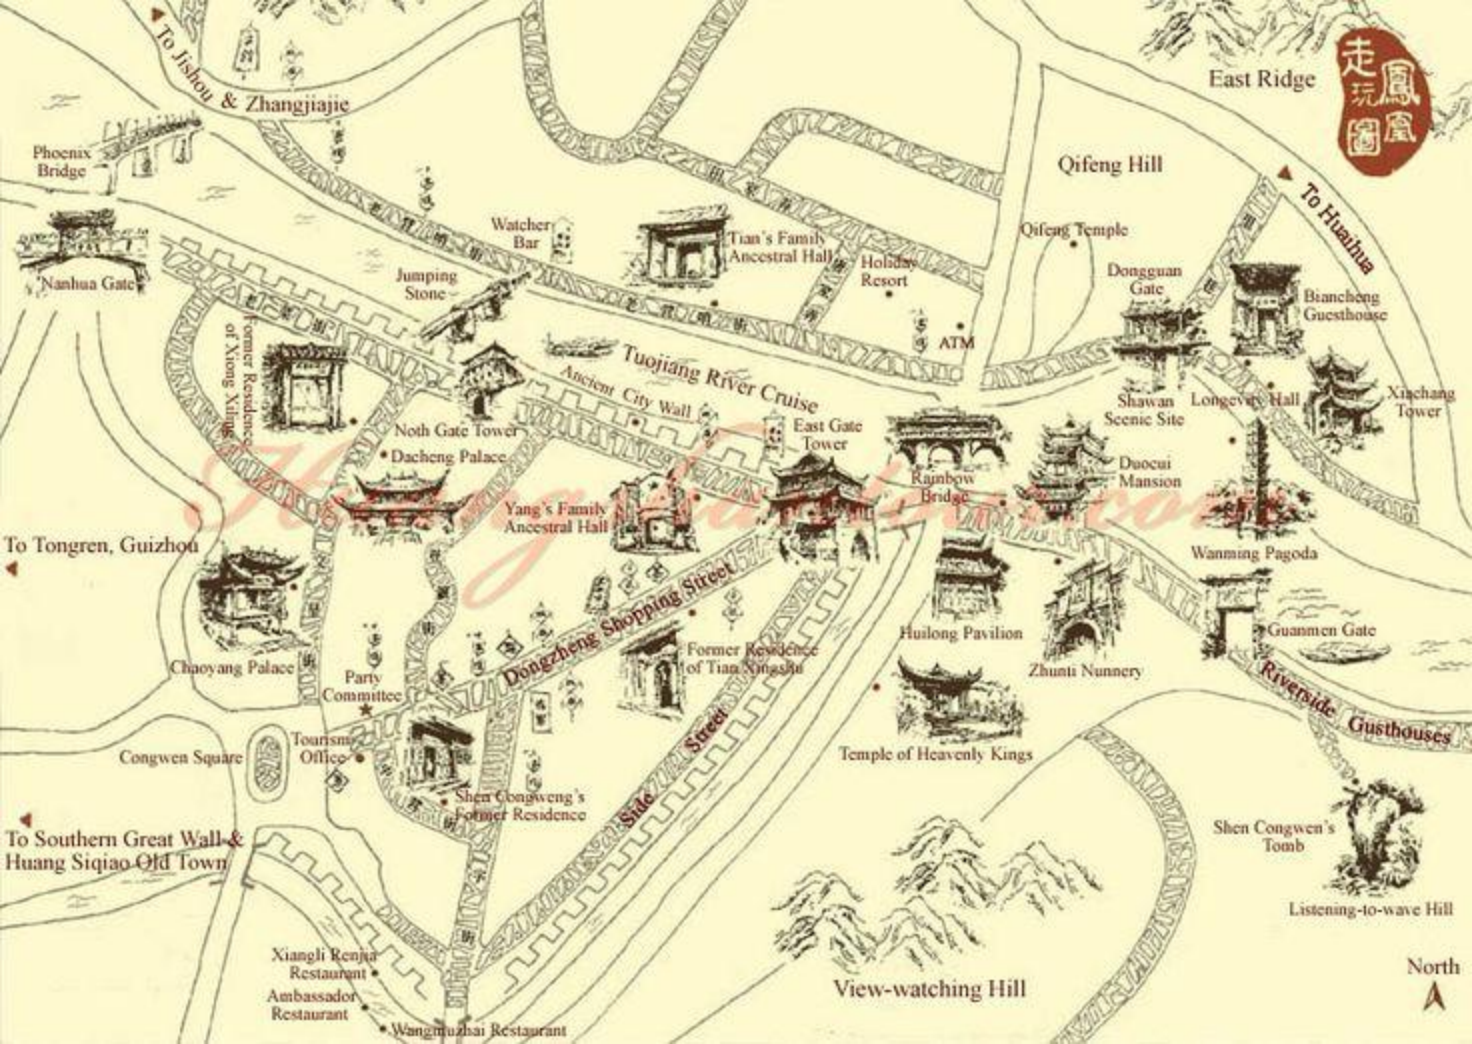 To Jishou & Zhangjiajie
East Ridge
走玩圖
鳳凰
Phoenix
Bridge
Qifeng Hill
To Huaihua
Watcher
Bar
Tian's Family
Ancestral Hall
Qifeng Temple
Nanhua Gate
Jumping
Stone
Holiday
Resort
Dongguan
Gate
Biancheng
Guesthouse
Former Residence
of Xiong Xiling
ATM
Tuojiang River Cruise
Ancient City Wall
Shawan
Scenic Site
Longevity Hall
Xiachang
Tower
Noth Gate Tower
East Gate
Tower
Dacheng Palace
Rainbow
Bridge
Duocui
Mansion
Yang's Family
Ancestral Hall
To Tongren, Guizhou
Wanming Pagoda
Dongzheng Shopping Street
Huilong Pavilion
Guanmen Gate
Chaoyang Palace
Party
Committee
Former Residence
of Tian Xingshu
Zhunti Nunnery
Riverside Gusthouses
Side Street
Temple of Heavenly Kings
Congwen Square
Tourism
Office
Shen Congweng's
Former Residence
To Southern Great Wall &
Huang Siqiao Old Town
Shen Congwen's
Tomb
Listening-to-wave Hill
Xiangli Renjia
Restaurant
Ambassador
Restaurant
Wangmuzhai Restaurant
View-watching Hill
North